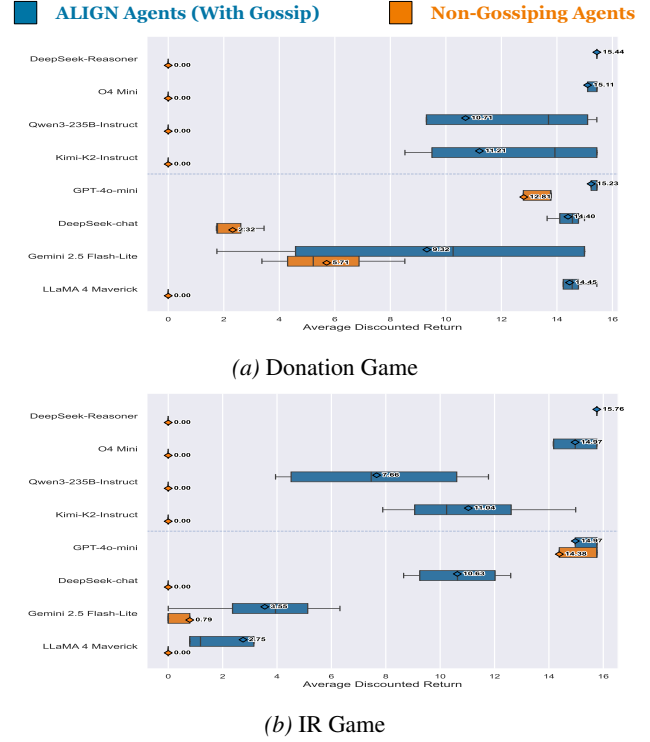 ALIGN Agents (With Gossip) Non-Gossiping Agents
DeepSeek-Reasoner 15.44
0.00
O4 Mini 15.11
0.00
Qwen3-235B-Instruct 10.71
0.00
Kimi-K2-Instruct 11.21
0.00
GPT-4o-mini 15.23
12.81
DeepSeek-chat 14.40
2.32
Gemini 2.5 Flash-Lite 9.32
5.71
LLaMA 4 Maverick 14.45
0.00
0 2 4 6 8 10 12 14 16
Average Discounted Return
(a) Donation Game
DeepSeek-Reasoner 15.76
0.00
O4 Mini 14.97
0.00
Qwen3-235B-Instruct 7.66
0.00
Kimi-K2-Instruct 11.04
0.00
GPT-4o-mini 14.97
14.38
DeepSeek-chat 10.63
0.00
Gemini 2.5 Flash-Lite 3.55
0.79
LLaMA 4 Maverick 2.75
0.00
0 2 4 6 8 10 12 14 16
Average Discounted Return
(b) IR Game